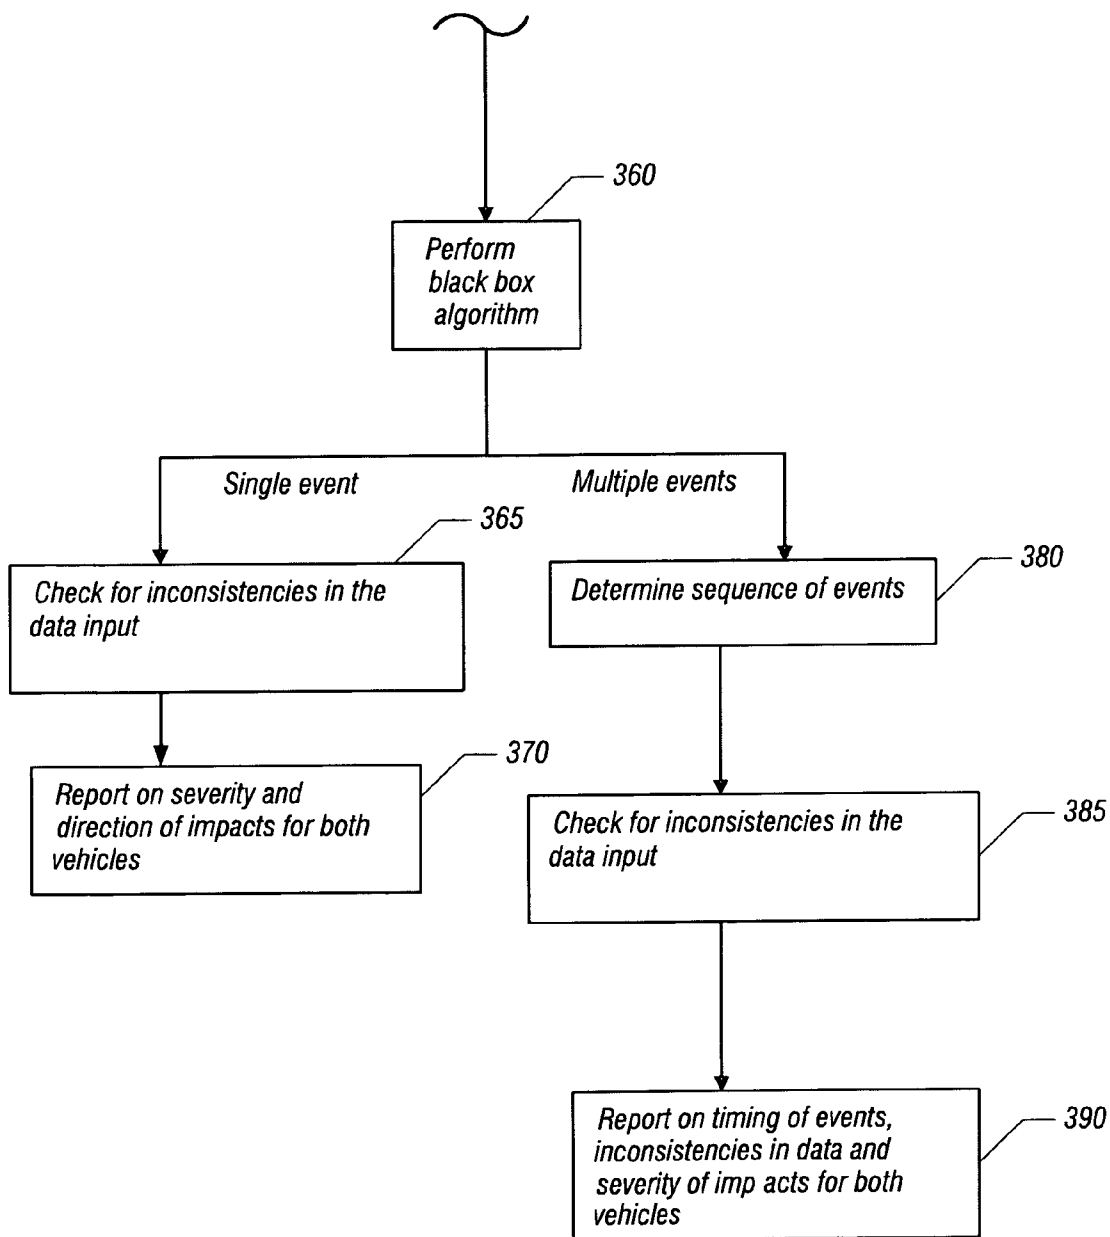 360
Perform
black box
algorithm
Single event
Multiple events
365
Check for inconsistencies in the
data input
380
Determine sequence of events
370
Report on severity and
direction of impacts for both
vehicles
385
Check for inconsistencies in the
data input
390
Report on timing of events,
inconsistencies in data and
severity of imp acts for both
vehicles